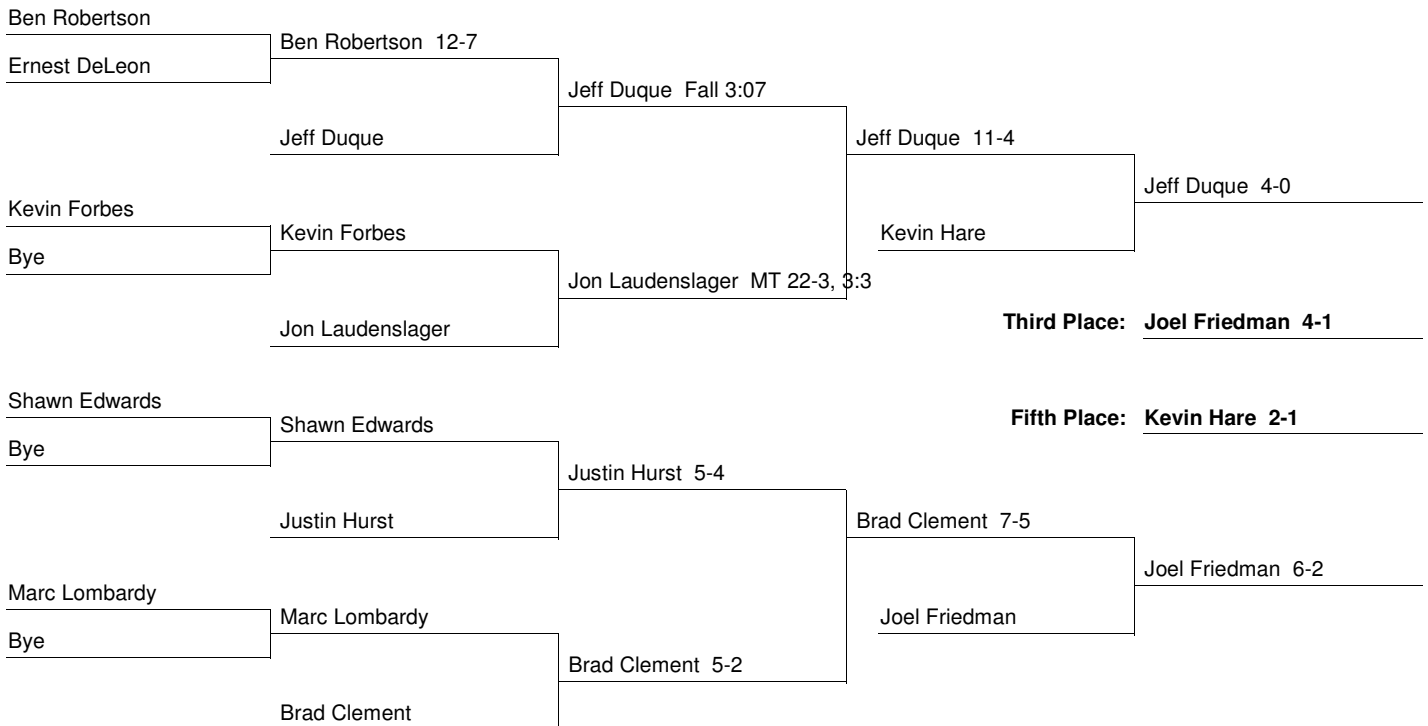 Ben Robertson
Ben Robertson 12-7
Ernest DeLeon
Jeff Duque Fall 3:07
Jeff Duque
Jeff Duque 11-4
Jeff Duque 4-0
Kevin Forbes
Kevin Forbes
Kevin Hare
Bye
Jon Laudenslager MT 22-3, 3:3
Jon Laudenslager
Third Place: Joel Friedman 4-1
Shawn Edwards
Shawn Edwards
Fifth Place: Kevin Hare 2-1
Bye
Justin Hurst 5-4
Justin Hurst
Brad Clement 7-5
Joel Friedman 6-2
Marc Lombardy
Marc Lombardy
Joel Friedman
Bye
Brad Clement 5-2
Brad Clement